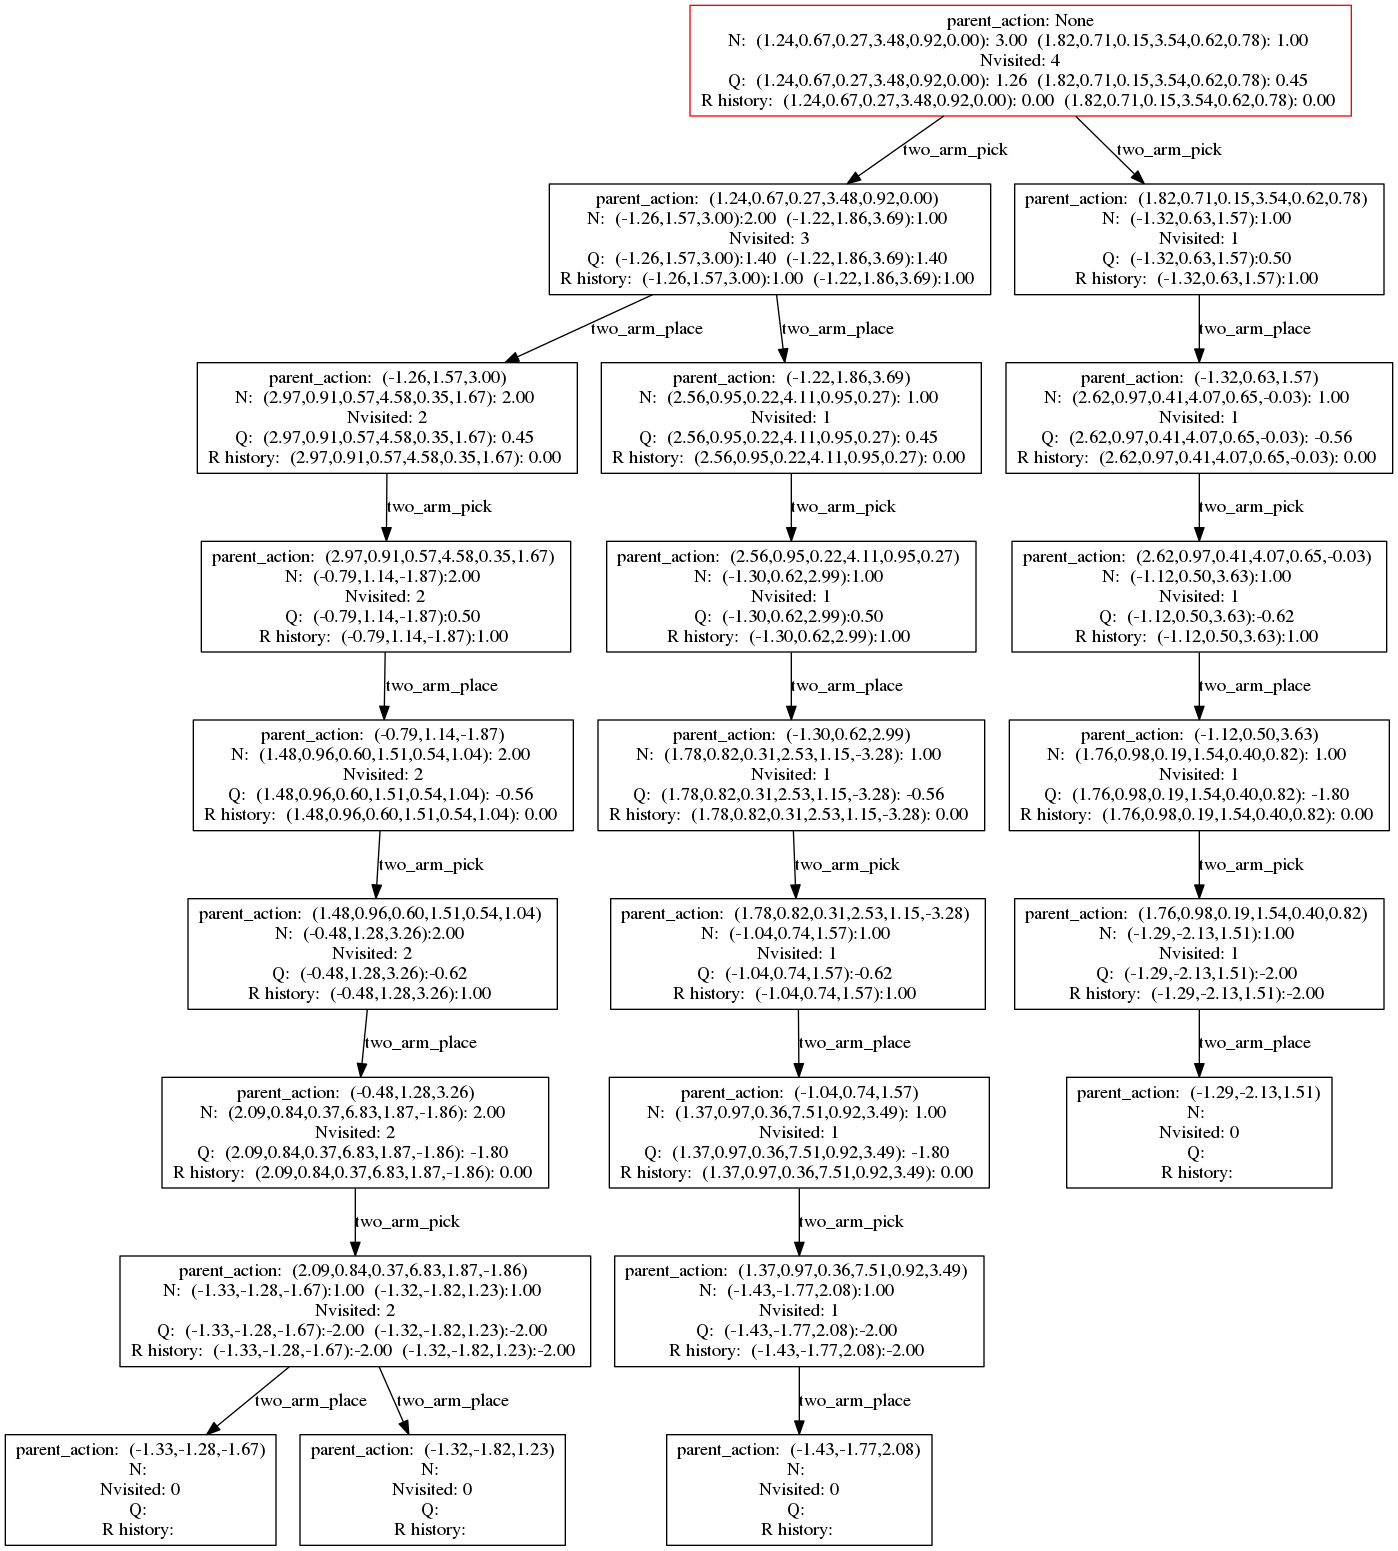 parent_action: None
N: (1.24,0.67,0.27,3.48,0.92,0.00): 3.00 (1.82,0.71,0.15,3.54,0.62,0.78): 1.00
Nvisited: 4
Q: (1.24,0.67,0.27,3.48,0.92,0.00): 1.26 (1.82,0.71,0.15,3.54,0.62,0.78): 0.45
R history: (1.24,0.67,0.27,3.48,0.92,0.00): 0.00 (1.82,0.71,0.15,3.54,0.62,0.78): 0.00
two_arm_pick
two_arm_pick
parent_action: (1.24,0.67,0.27,3.48,0.92,0.00)
N: (-1.26,1.57,3.00):2.00 (-1.22,1.86,3.69):1.00
Nvisited: 3
Q: (-1.26,1.57,3.00):1.40 (-1.22,1.86,3.69):1.40
R history: (-1.26,1.57,3.00):1.00 (-1.22,1.86,3.69):1.00
parent_action: (1.82,0.71,0.15,3.54,0.62,0.78)
N: (-1.32,0.63,1.57):1.00
Nvisited: 1
Q: (-1.32,0.63,1.57):0.50
R history: (-1.32,0.63,1.57):1.00
two_arm_place
two_arm_place
two_arm_place
parent_action: (-1.26,1.57,3.00)
N: (2.97,0.91,0.57,4.58,0.35,1.67): 2.00
Nvisited: 2
Q: (2.97,0.91,0.57,4.58,0.35,1.67): 0.45
R history: (2.97,0.91,0.57,4.58,0.35,1.67): 0.00
parent_action: (-1.22,1.86,3.69)
N: (2.56,0.95,0.22,4.11,0.95,0.27): 1.00
Nvisited: 1
Q: (2.56,0.95,0.22,4.11,0.95,0.27): 0.45
R history: (2.56,0.95,0.22,4.11,0.95,0.27): 0.00
parent_action: (-1.32,0.63,1.57)
N: (2.62,0.97,0.41,4.07,0.65,-0.03): 1.00
Nvisited: 1
Q: (2.62,0.97,0.41,4.07,0.65,-0.03): -0.56
R history: (2.62,0.97,0.41,4.07,0.65,-0.03): 0.00
two_arm_pick
two_arm_pick
two_arm_pick
parent_action: (2.97,0.91,0.57,4.58,0.35,1.67)
N: (-0.79,1.14,-1.87):2.00
Nvisited: 2
Q: (-0.79,1.14,-1.87):0.50
R history: (-0.79,1.14,-1.87):1.00
parent_action: (2.56,0.95,0.22,4.11,0.95,0.27)
N: (-1.30,0.62,2.99):1.00
Nvisited: 1
Q: (-1.30,0.62,2.99):0.50
R history: (-1.30,0.62,2.99):1.00
parent_action: (2.62,0.97,0.41,4.07,0.65,-0.03)
N: (-1.12,0.50,3.63):1.00
Nvisited: 1
Q: (-1.12,0.50,3.63):-0.62
R history: (-1.12,0.50,3.63):1.00
two_arm_place
two_arm_place
two_arm_place
parent_action: (-0.79,1.14,-1.87)
N: (1.48,0.96,0.60,1.51,0.54,1.04): 2.00
Nvisited: 2
Q: (1.48,0.96,0.60,1.51,0.54,1.04): -0.56
R history: (1.48,0.96,0.60,1.51,0.54,1.04): 0.00
parent_action: (-1.30,0.62,2.99)
N: (1.78,0.82,0.31,2.53,1.15,-3.28): 1.00
Nvisited: 1
Q: (1.78,0.82,0.31,2.53,1.15,-3.28): -0.56
R history: (1.78,0.82,0.31,2.53,1.15,-3.28): 0.00
parent_action: (-1.12,0.50,3.63)
N: (1.76,0.98,0.19,1.54,0.40,0.82): 1.00
Nvisited: 1
Q: (1.76,0.98,0.19,1.54,0.40,0.82): -1.80
R history: (1.76,0.98,0.19,1.54,0.40,0.82): 0.00
two_arm_pick
two_arm_pick
two_arm_pick
parent_action: (1.48,0.96,0.60,1.51,0.54,1.04)
N: (-0.48,1.28,3.26):2.00
Nvisited: 2
Q: (-0.48,1.28,3.26):-0.62
R history: (-0.48,1.28,3.26):1.00
parent_action: (1.78,0.82,0.31,2.53,1.15,-3.28)
N: (-1.04,0.74,1.57):1.00
Nvisited: 1
Q: (-1.04,0.74,1.57):-0.62
R history: (-1.04,0.74,1.57):1.00
parent_action: (1.76,0.98,0.19,1.54,0.40,0.82)
N: (-1.29,-2.13,1.51):1.00
Nvisited: 1
Q: (-1.29,-2.13,1.51):-2.00
R history: (-1.29,-2.13,1.51):-2.00
two_arm_place
two_arm_place
two_arm_place
parent_action: (-0.48,1.28,3.26)
N: (2.09,0.84,0.37,6.83,1.87,-1.86): 2.00
Nvisited: 2
Q: (2.09,0.84,0.37,6.83,1.87,-1.86): -1.80
R history: (2.09,0.84,0.37,6.83,1.87,-1.86): 0.00
parent_action: (-1.04,0.74,1.57)
N: (1.37,0.97,0.36,7.51,0.92,3.49): 1.00
Nvisited: 1
Q: (1.37,0.97,0.36,7.51,0.92,3.49): -1.80
R history: (1.37,0.97,0.36,7.51,0.92,3.49): 0.00
parent_action: (-1.29,-2.13,1.51)
N:
Nvisited: 0
Q:
R history:
two_arm_pick
two_arm_pick
parent_action: (2.09,0.84,0.37,6.83,1.87,-1.86)
N: (-1.33,-1.28,-1.67):1.00 (-1.32,-1.82,1.23):1.00
Nvisited: 2
Q: (-1.33,-1.28,-1.67):-2.00 (-1.32,-1.82,1.23):-2.00
R history: (-1.33,-1.28,-1.67):-2.00 (-1.32,-1.82,1.23):-2.00
parent_action: (1.37,0.97,0.36,7.51,0.92,3.49)
N: (-1.43,-1.77,2.08):1.00
Nvisited: 1
Q: (-1.43,-1.77,2.08):-2.00
R history: (-1.43,-1.77,2.08):-2.00
two_arm_place
two_arm_place
two_arm_place
parent_action: (-1.33,-1.28,-1.67)
N:
Nvisited: 0
Q:
R history:
parent_action: (-1.32,-1.82,1.23)
N:
Nvisited: 0
Q:
R history:
parent_action: (-1.43,-1.77,2.08)
N:
Nvisited: 0
Q:
R history: